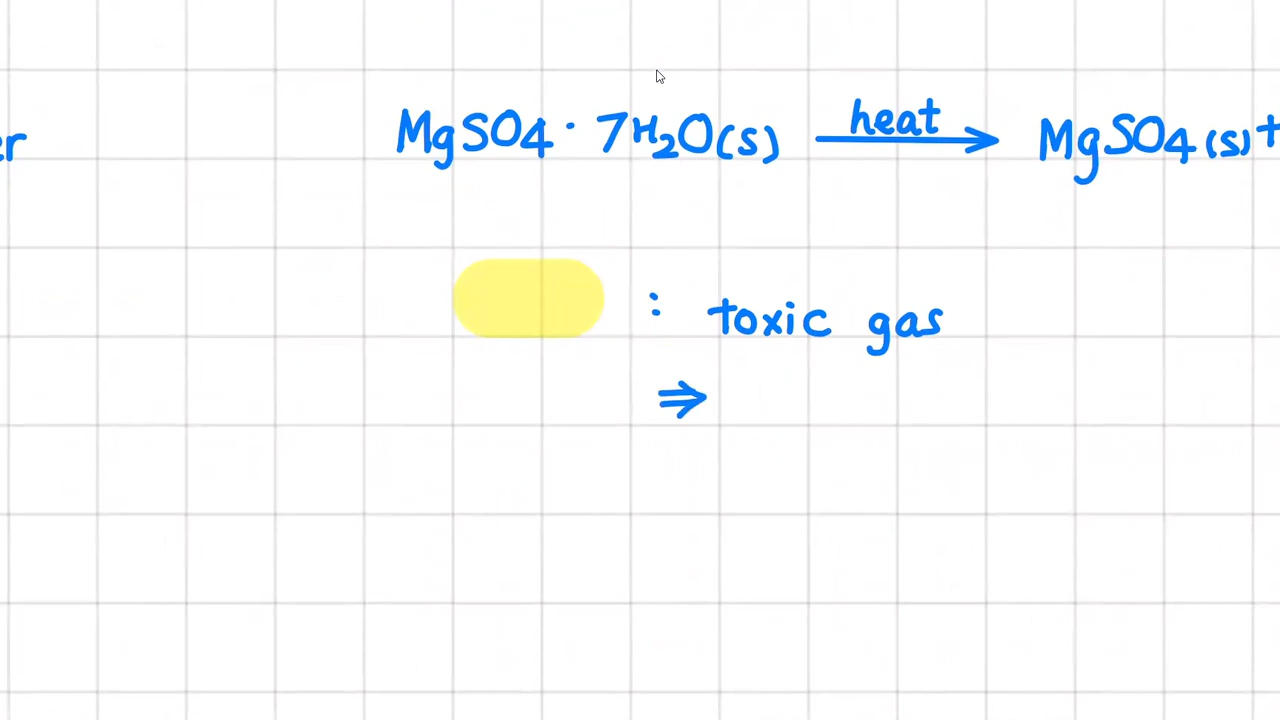 er
MgSO4 · 7H₂O(s) heat → MgSO4(s) +
: toxic gas
⇒